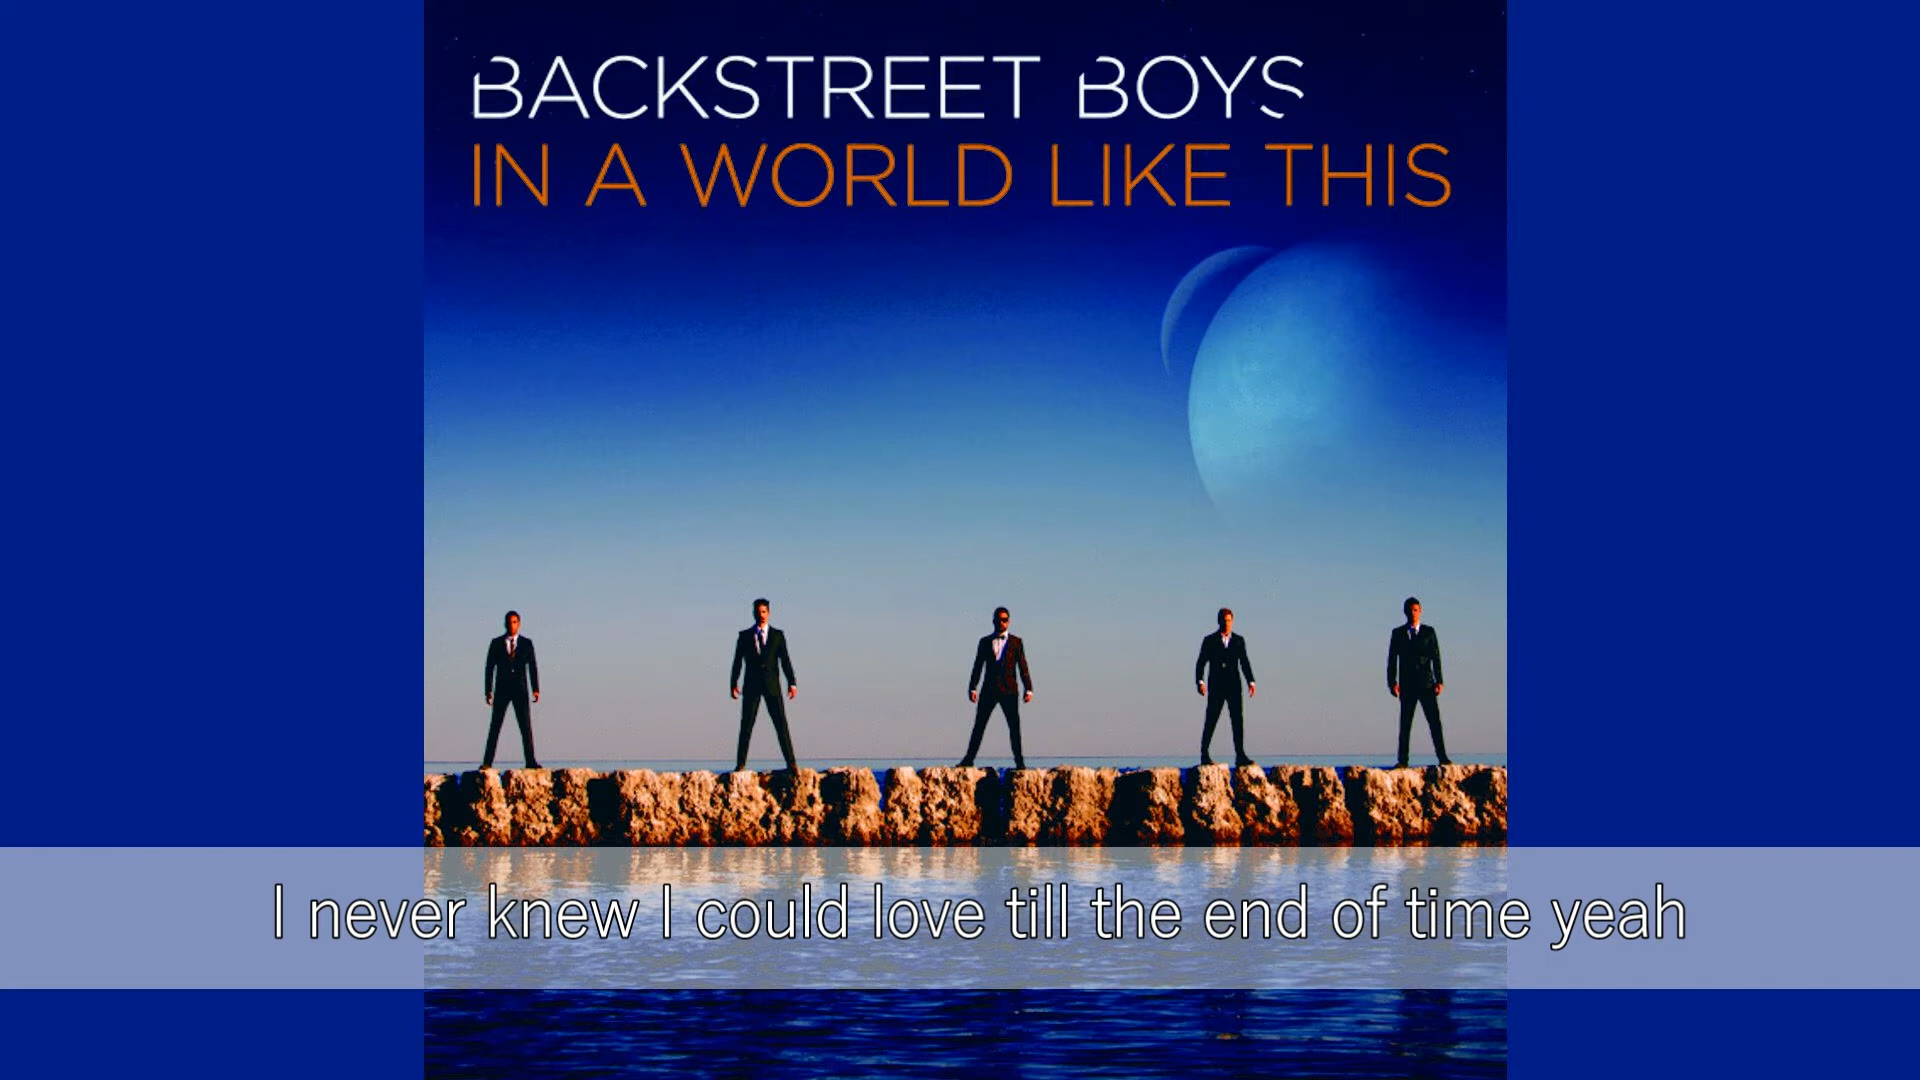 BACKSTREET BOYS
IN A WORLD LIKE THIS
I never knew I could love till the end of time yeah